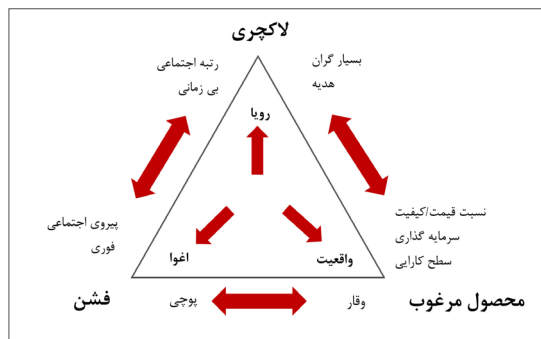 لاکچری
رتبه اجتماعی
بی زمانی
بسیار گران
هدیه
رویا
پیروی اجتماعی
فوری
نسبت قیمت/کیفیت
سرمایه گذاری
سطح کارایی
اغوا
واقعیت
فشن
پوچی
وقار
محصول مرغوب